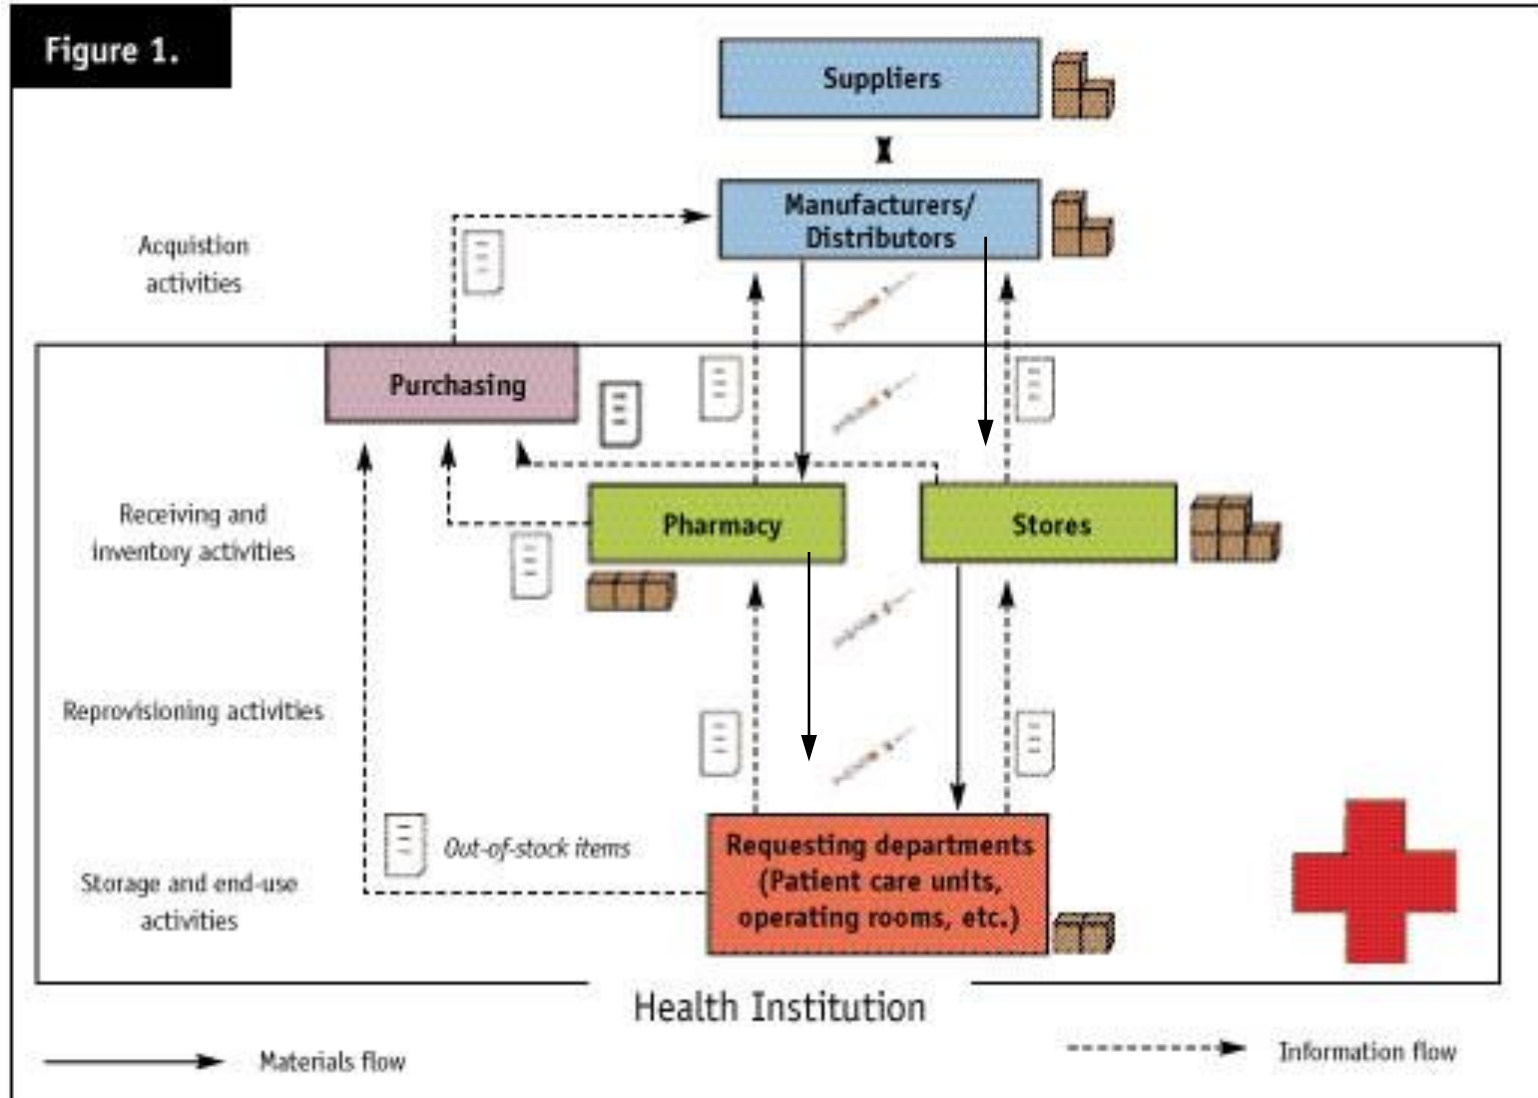 Figure 1.
Suppliers
Manufacturers/
Distributors
Acquistion
activities
Purchasing
Receiving and
inventory activities
Pharmacy
Stores
Reprovisioning activities
Out-of-stock items
Storage and end-use
activities
Requesting departments
(Patient care units,
operating rooms, etc.)
Health Institution
Materials flow
Information flow